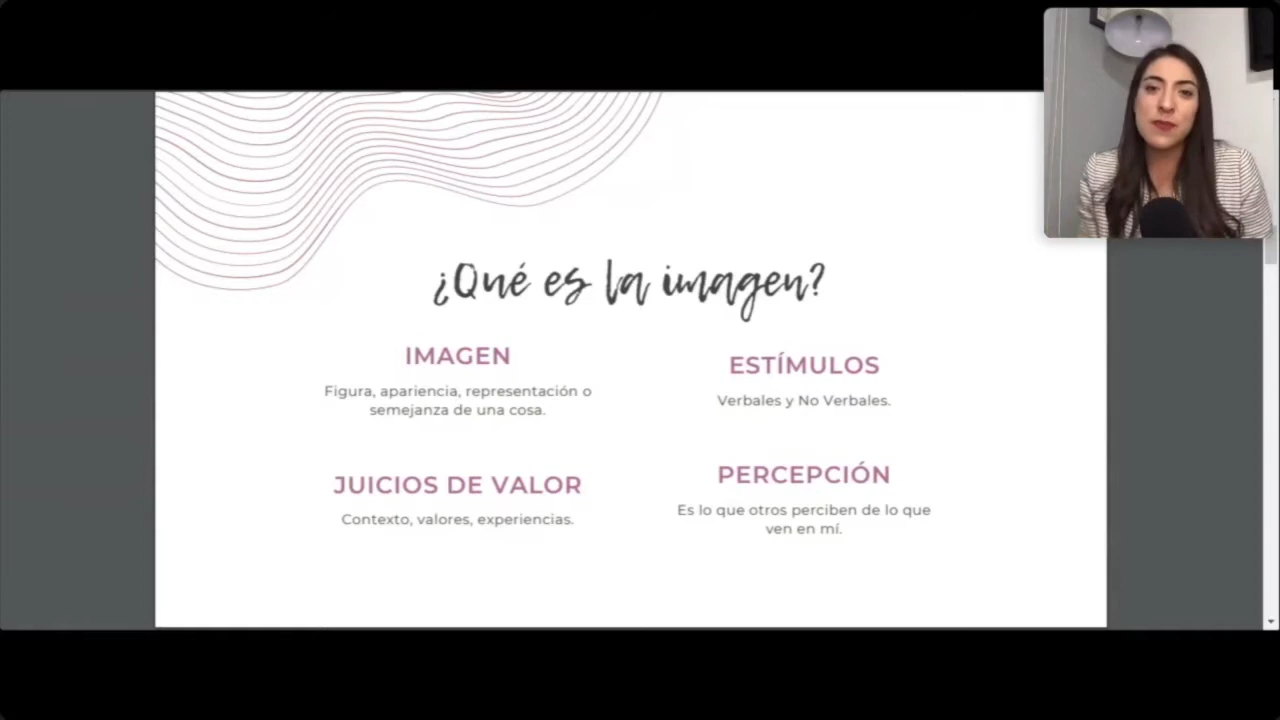 ¿Qué es la imagen?
IMAGEN
Figura, apariencia, representación o
semejanza de una cosa.
ESTÍMULOS
Verbales y No Verbales.
JUICIOS DE VALOR
Contexto, valores, experiencias.
PERCEPCIÓN
Es lo que otros perciben de lo que
ven en mí.